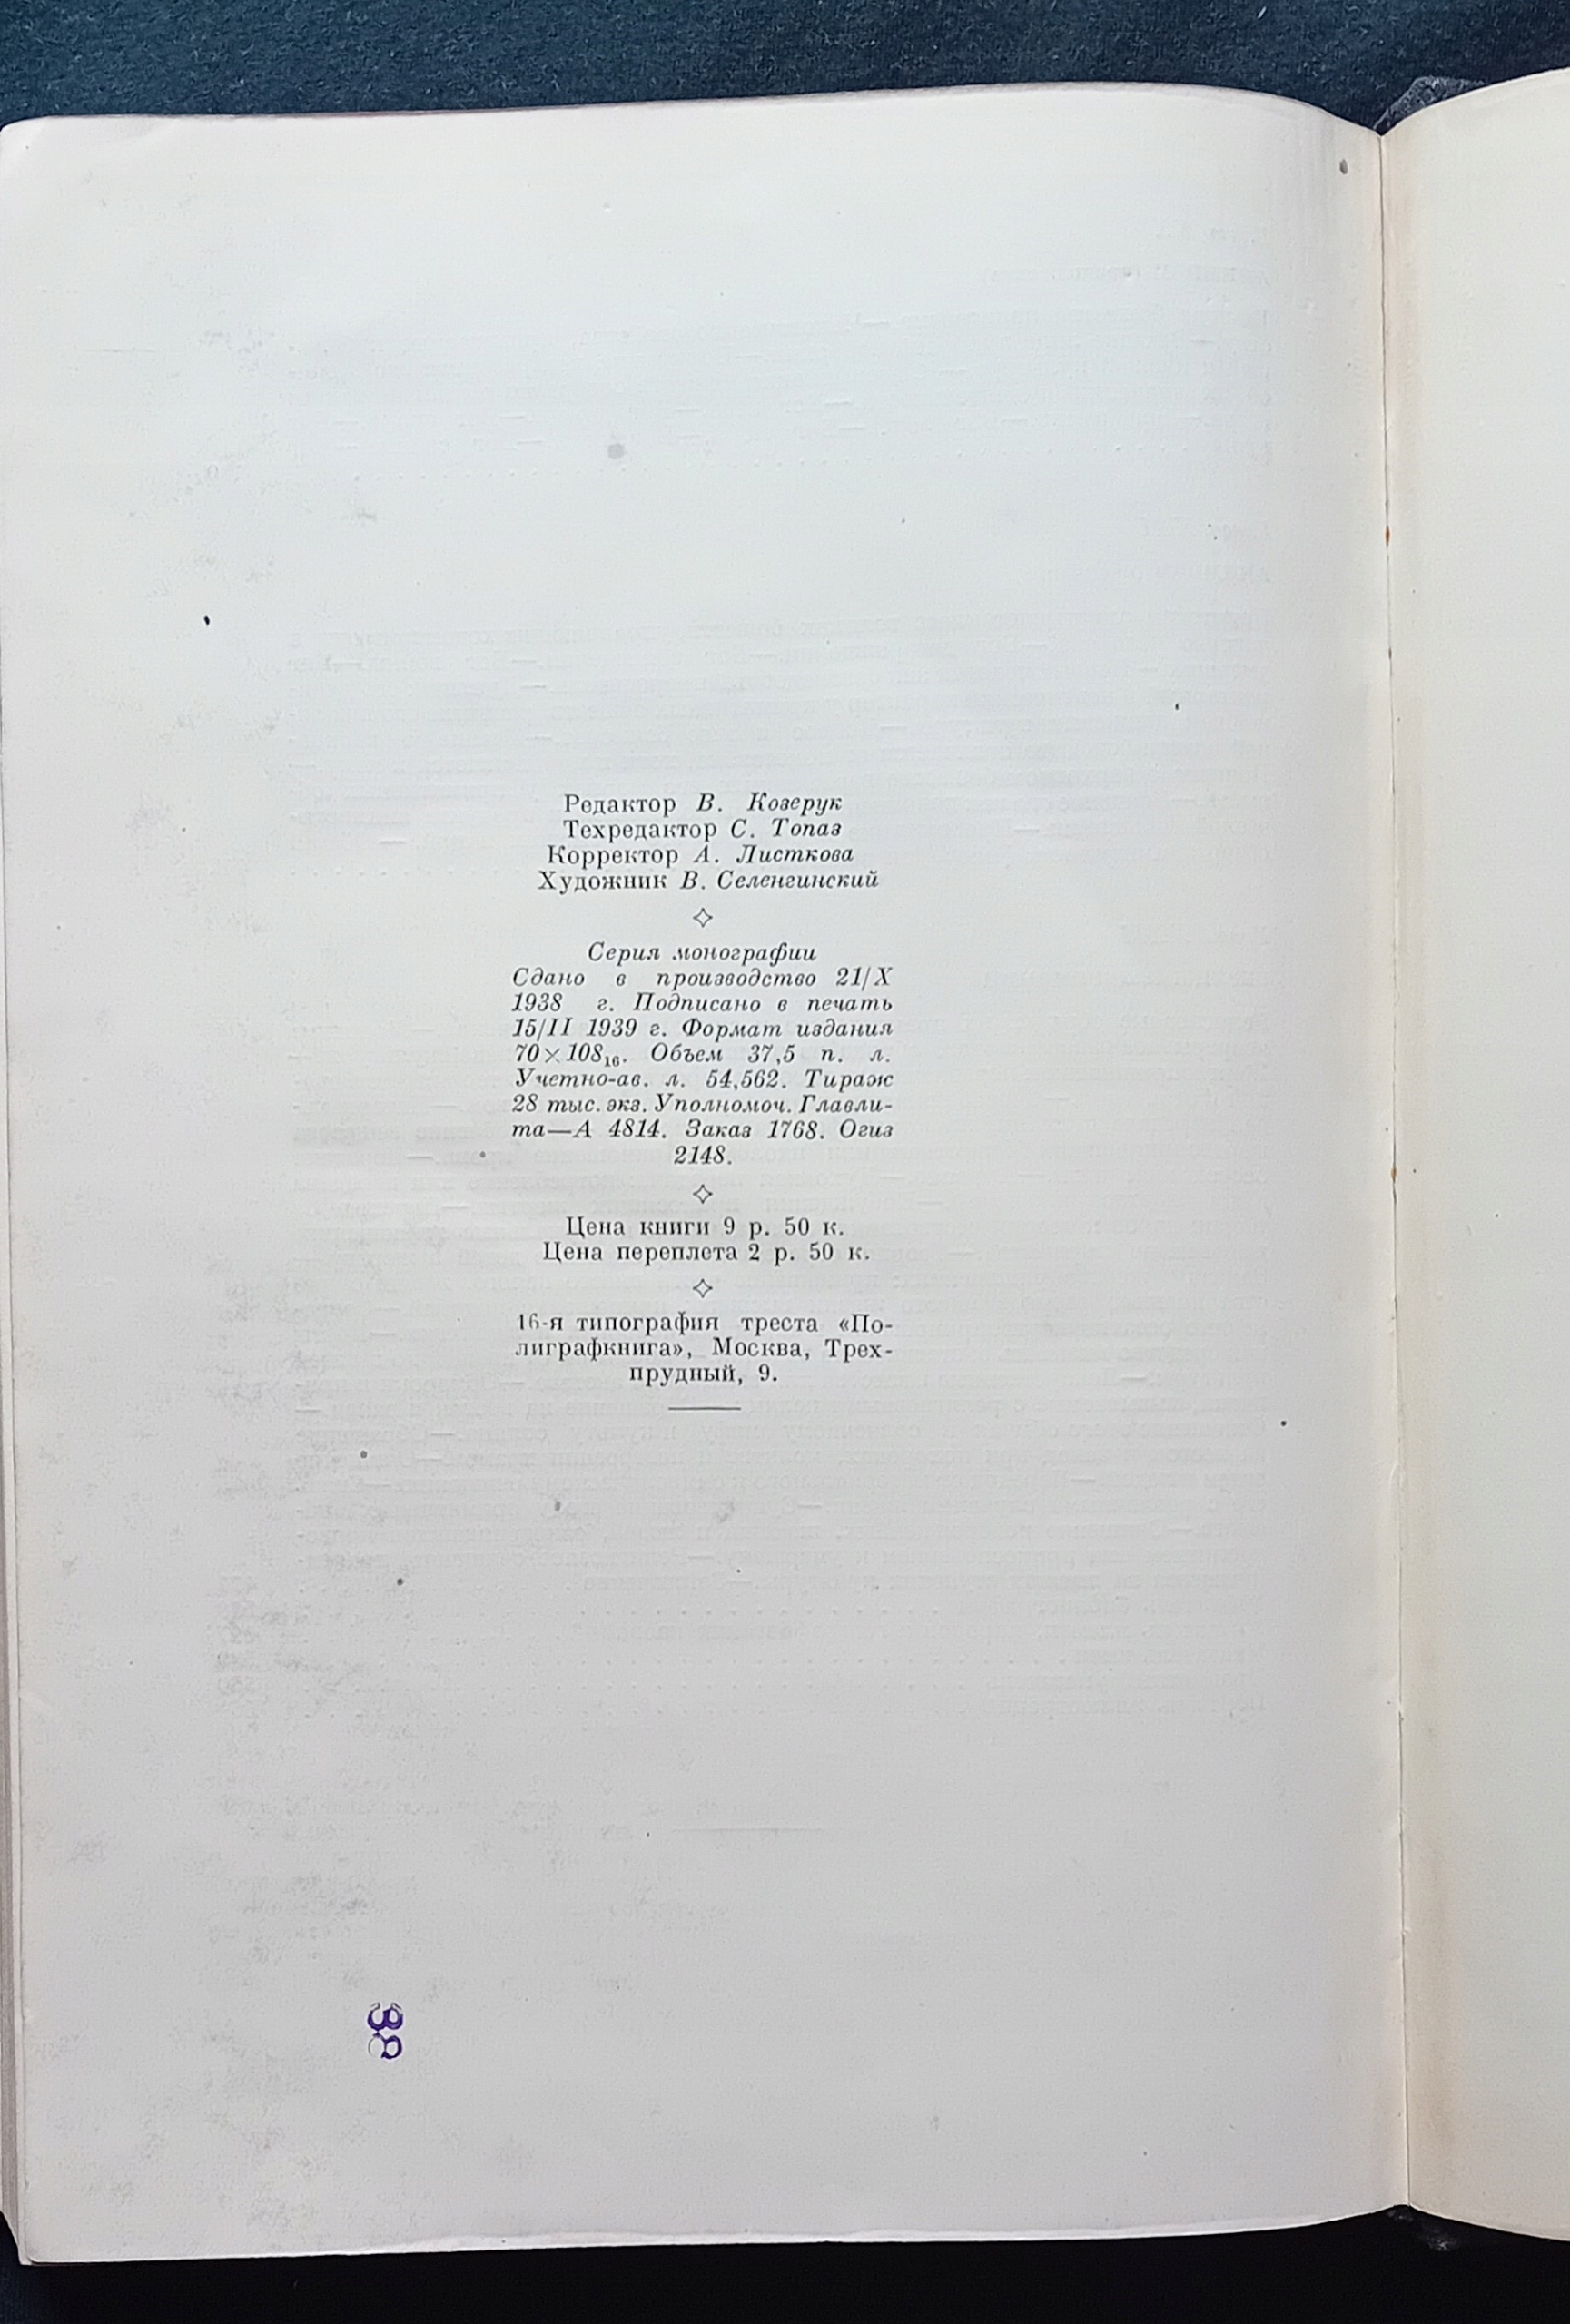 Редактор В. Козерук
Техредактор С. Топаз
Корректор А. Листкова
Художник В. Селенгинский
Серия монографии
Сдано в производство 21/X
1938 г. Подписано в печать
15/II 1939 г. Формат издания
70×108₁₆. Объем 37,5 п. л.
Учетно-ав. л. 54,562. Тираж
28 тыс. экз. Уполномоч. Главли-
та—А 4814. Заказ 1768. Огиз
2148.
Цена книги 9 р. 50 к.
Цена переплета 2 р. 50 к.
16-я типография треста «По-
лиграфкнига», Москва, Трех-
прудный, 9.